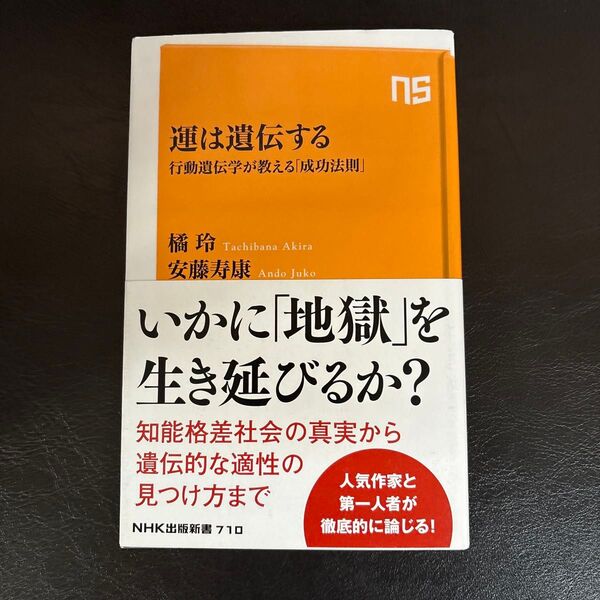 NS
運は遺伝する
行動遺伝学が教える「成功法則」
橘 玲 Tachibana Akira
安藤寿康 Ando Juko
いかに「地獄」を
生き延びるか?
知能格差社会の真実から
遺伝的な適性の
見つけ方まで
人気作家と
第一人者が
徹底的に論じる!
NHK出版新書 710